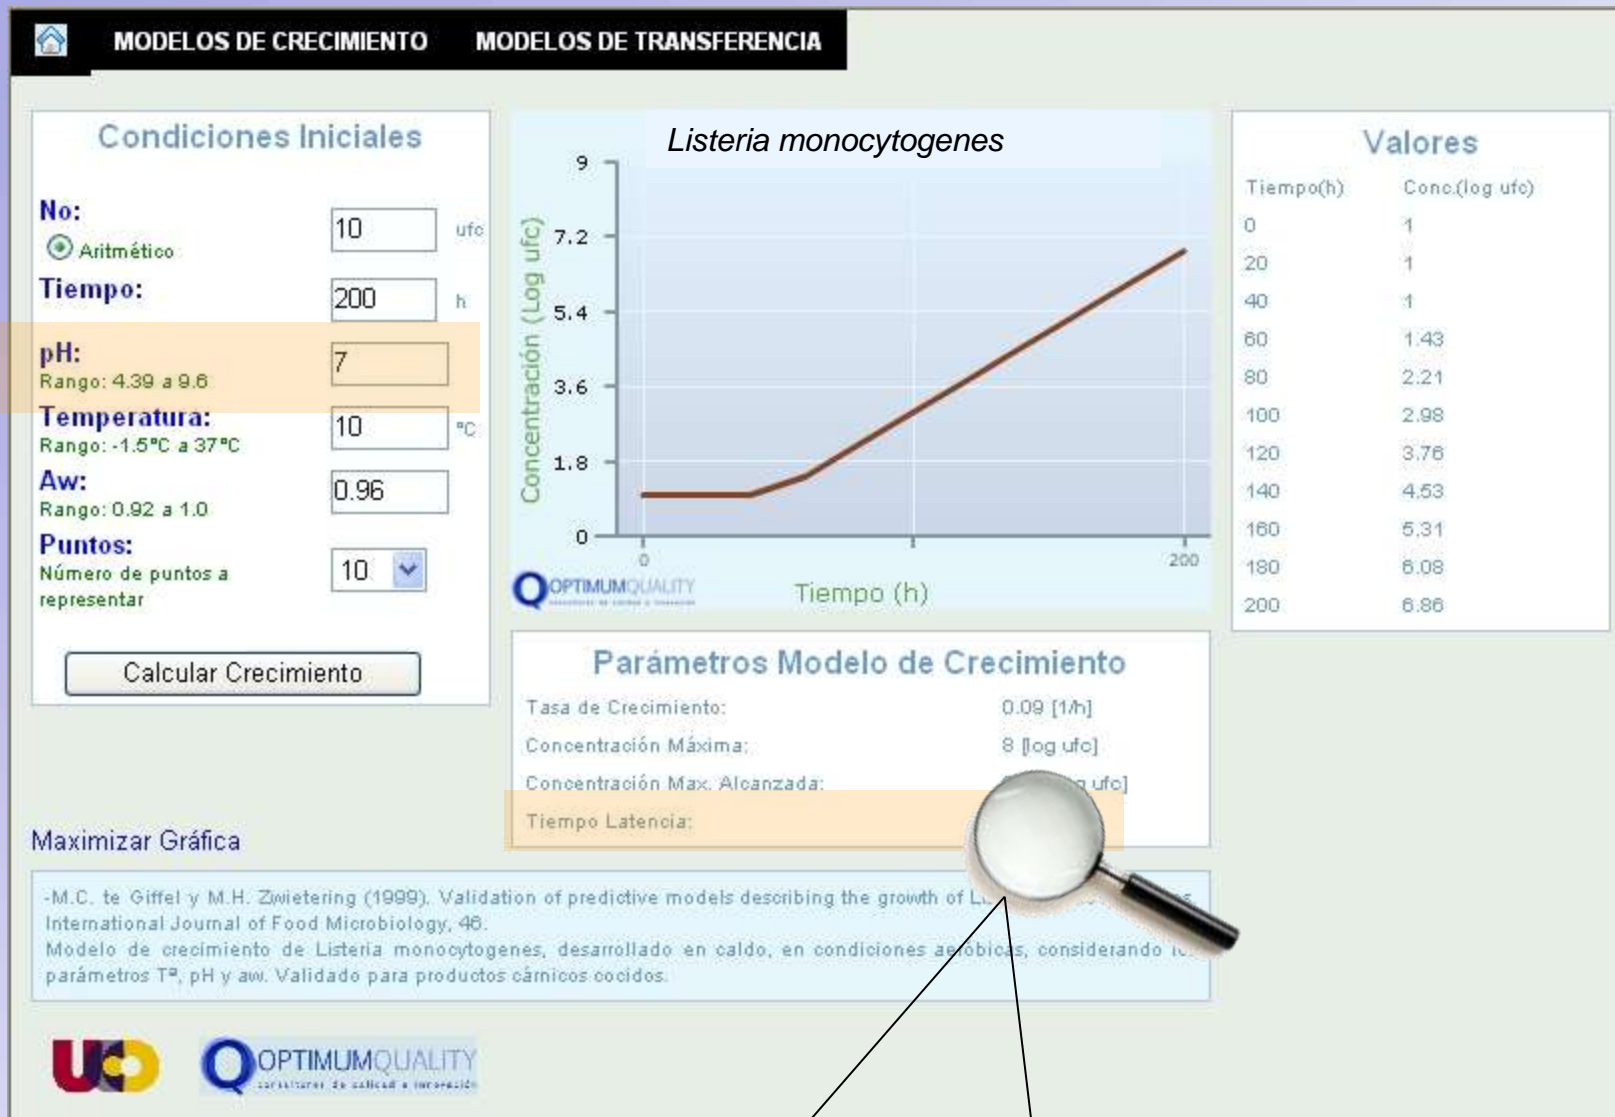 MODELOS DE CRECIMIENTO MODELOS DE TRANSFERENCIA
Condiciones Iniciales
No:
Aritmético
10 ufc
Tiempo:
200 h
pH:
Rango: 4.39 a 9.6
7
Temperatura:
Rango: -1.5°C a 37°C
10 °C
Aw:
Rango: 0.92 a 1.0
0.96
Puntos:
Número de puntos a
representar
10
Calcular Crecimiento
Maximizar Gráfica
Listeria monocytogenes
Concentración (Log ufc)
9
7.2
5.4
3.6
1.8
0
0 200
Tiempo (h)
OPTIMUMQUALITY
Parámetros Modelo de Crecimiento
Tasa de Crecimiento: 0.09 [1/h]
Concentración Máxima: 8 [log ufc]
Concentración Max. Alcanzada: ufc]
Tiempo Latencia:
Valores
Tiempo(h) Conc.(log ufc)
0 1
20 1
40 1
60 1.43
80 2.21
100 2.98
120 3.76
140 4.53
160 5.31
180 6.08
200 6.86
-M.C. te Giffel y M.H. Zwietering (1999). Validation of predictive models describing the growth of
International Journal of Food Microbiology, 46.
Modelo de crecimiento de Listeria monocytogenes, desarrollado en caldo, en condiciones aeróbicas, considerando
parámetros Tª, pH y aw. Validado para productos cárnicos cocidos.
UCO
OPTIMUMQUALITY
consultores de calidad e innovación